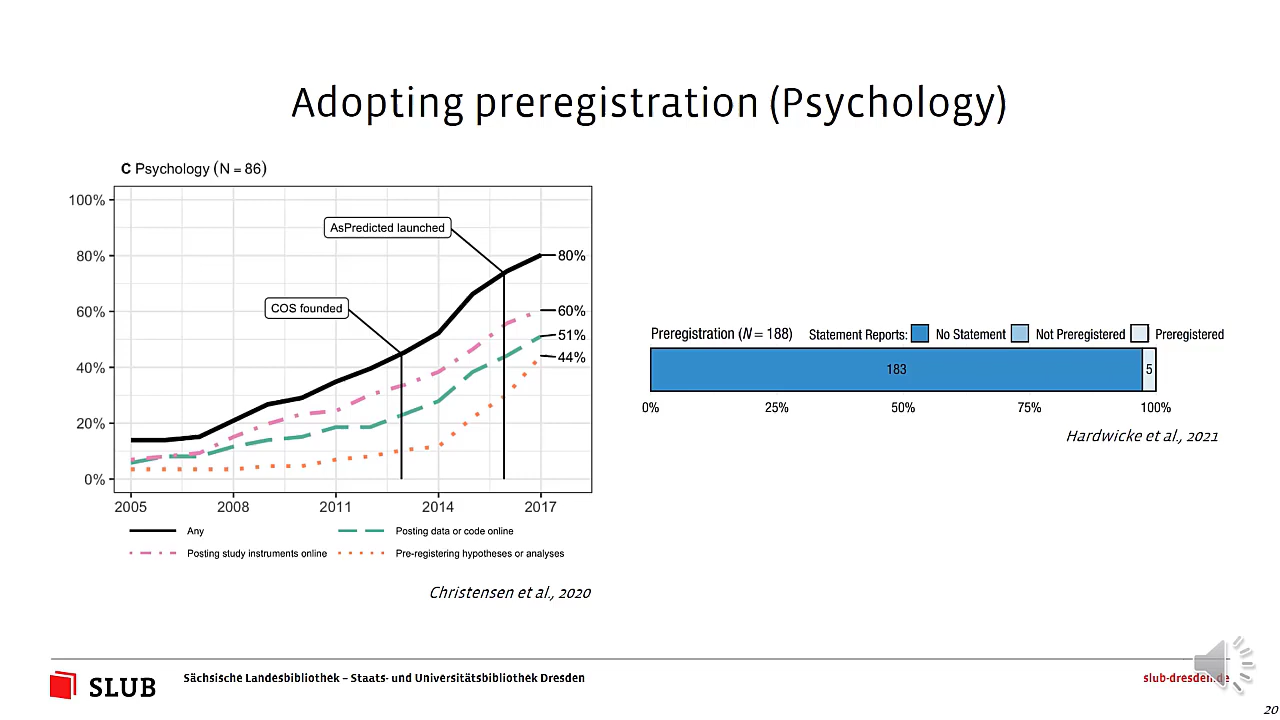 Adopting preregistration (Psychology)
C Psychology (N = 86)
100%
80%
60%
40%
20%
0%
AsPredicted launched
COS founded
80%
60%
51%
44%
2005 2008 2011 2014 2017
Any
Posting data or code online
Posting study instruments online
Pre-registering hypotheses or analyses
Christensen et al., 2020
Preregistration (N = 188) Statement Reports: No Statement Not Preregistered Preregistered
183 5
0% 25% 50% 75% 100%
Hardwicke et al., 2021
SLUB
Sächsische Landesbibliothek – Staats- und Universitätsbibliothek Dresden
slub-dresden.de
20